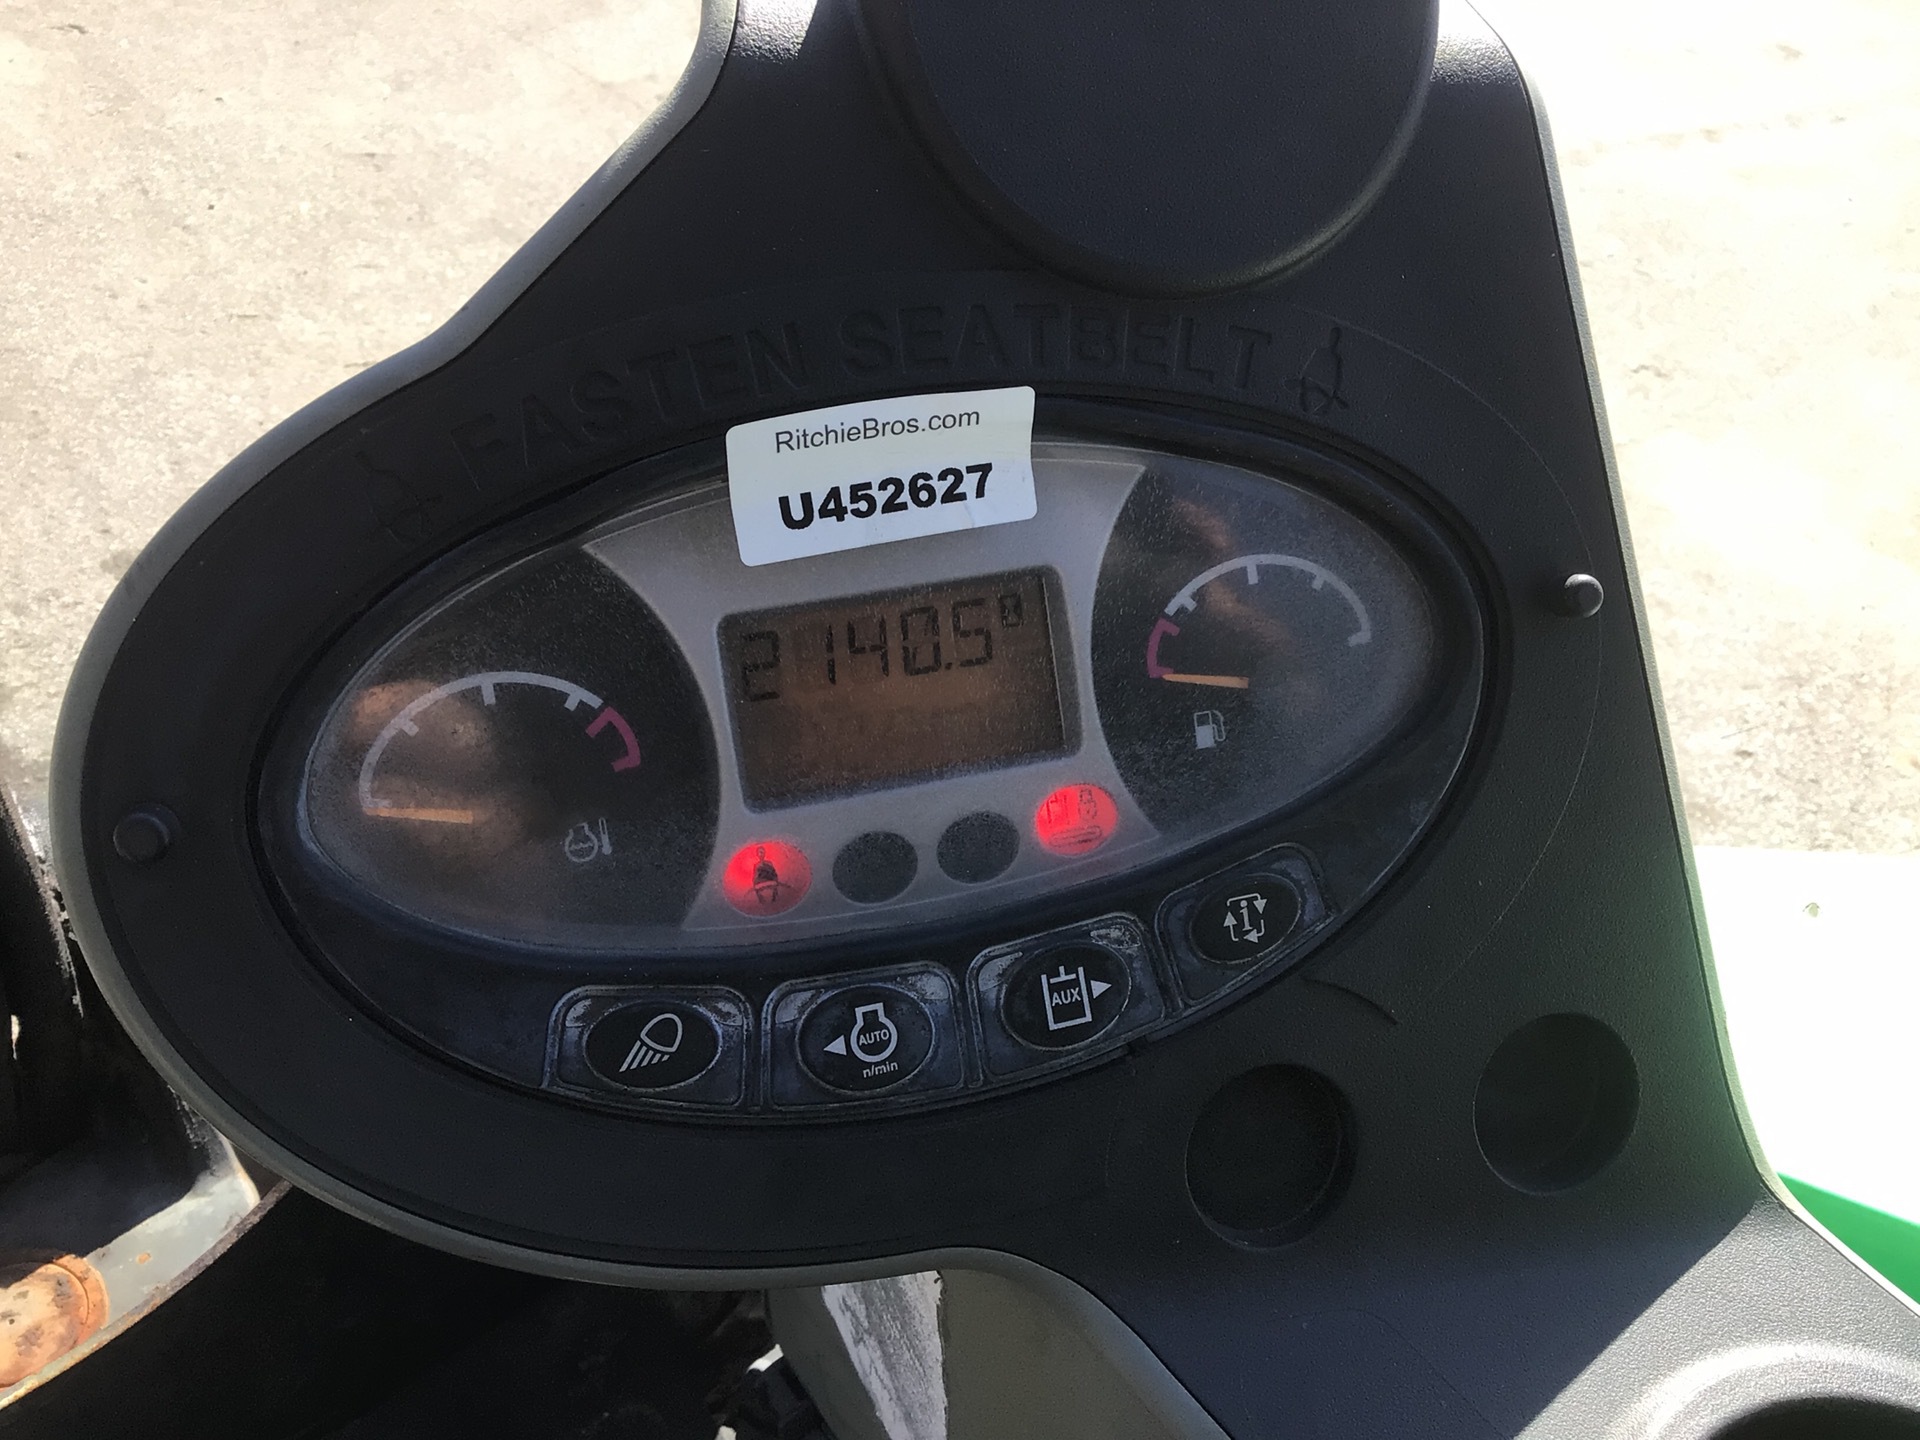 FASTEN SEATBELT
RitchieBros.com
U452627
2140.5
AUTO
n/min
AUX
i